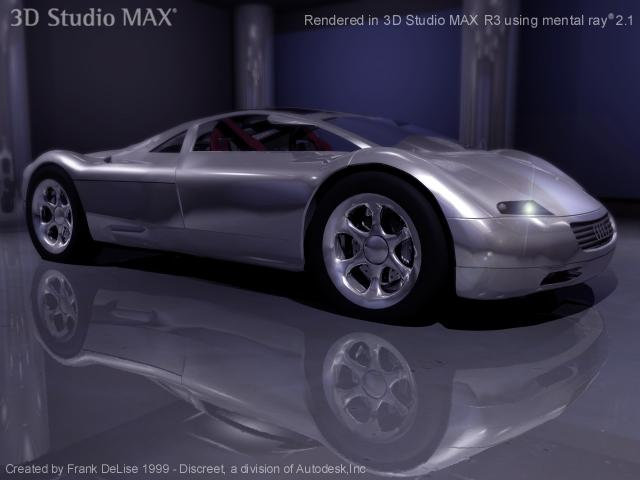 3D Studio MAX®
Rendered in 3D Studio MAX R3 using mental ray® 2.1
Created by Frank DeLise 1999 - Discreet, a division of Autodesk,Inc